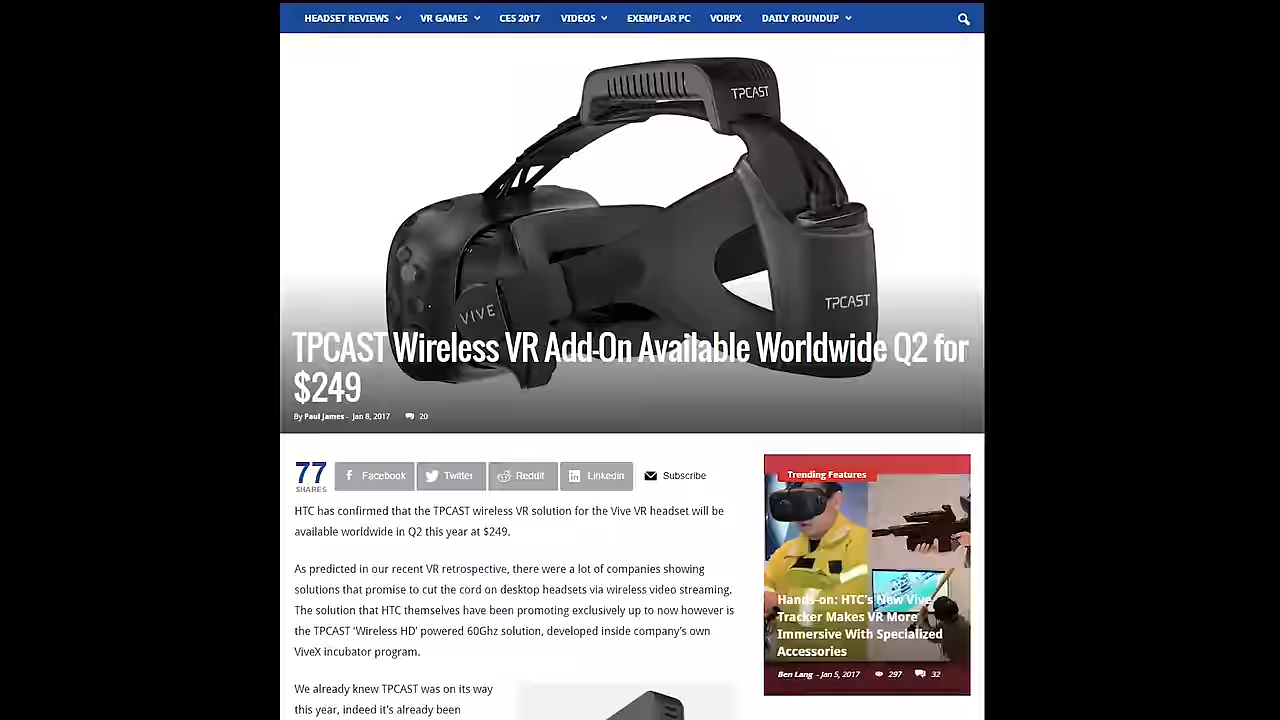 HEADSET REVIEWS VR GAMES CES 2017 VIDEOS EXEMPLAR PC VORPX DAILY ROUNDUP
TPCAST
VIVE
TPCAST
TPCAST Wireless VR Add-On Available Worldwide Q2 for
$249
By Paul James - Jan 8, 2017 20
77
SHARES
Facebook Twitter Reddit Linkedin Subscribe
HTC has confirmed that the TPCAST wireless VR solution for the Vive VR headset will be
available worldwide in Q2 this year at $249.
As predicted in our recent VR retrospective, there were a lot of companies showing
solutions that promise to cut the cord on desktop headsets via wireless video streaming.
The solution that HTC themselves have been promoting exclusively up to now however is
the TPCAST ‘Wireless HD’ powered 60Ghz solution, developed inside company’s own
ViveX incubator program.
We already knew TPCAST was on its way
this year, indeed it’s already been
Trending Features
Hands-on: HTC’s New Vive
Tracker Makes VR More
Immersive With Specialized
Accessories
Ben Lang - Jan 5, 2017 297 32